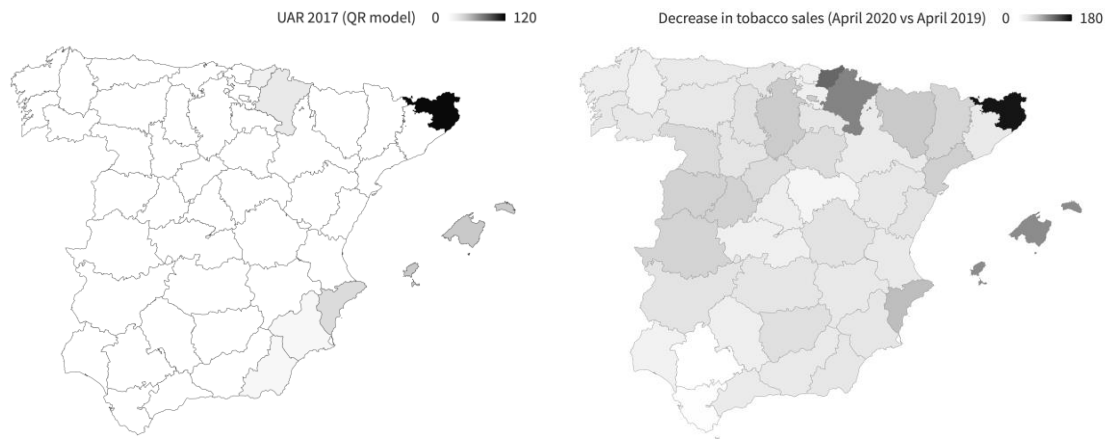 UAR 2017 (QR model) 0 120
Decrease in tobacco sales (April 2020 vs April 2019) 0 180